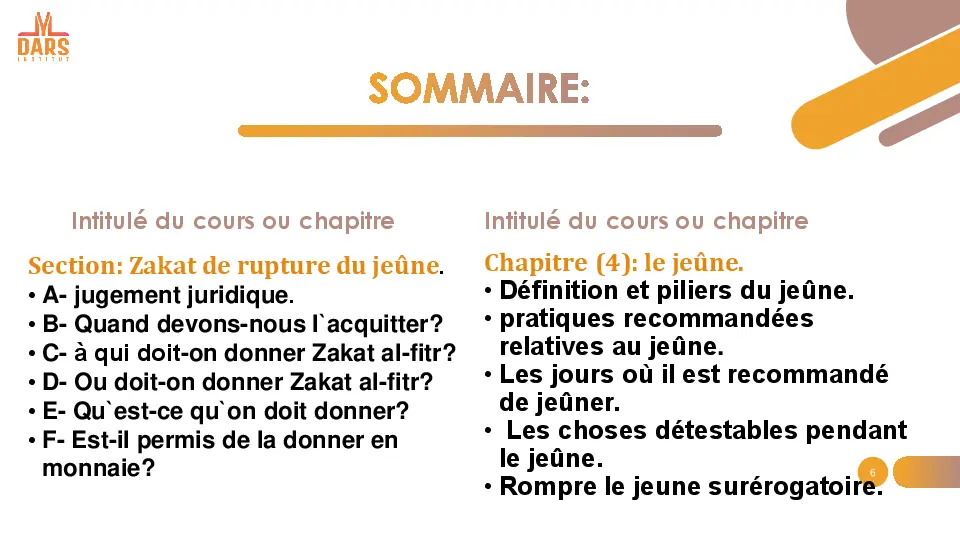 DARS
INSTITUT
SOMMAIRE:
Intitulé du cours ou chapitre
Section: Zakat de rupture du jeûne.
• A- jugement juridique.
• B- Quand devons-nous l`acquitter?
• C- à qui doit-on donner Zakat al-fitr?
• D- Ou doit-on donner Zakat al-fitr?
• E- Qu`est-ce qu`on doit donner?
• F- Est-il permis de la donner en
monnaie?
Intitulé du cours ou chapitre
Chapitre (4): le jeûne.
• Définition et piliers du jeûne.
• pratiques recommandées
relatives au jeûne.
• Les jours où il est recommandé
de jeûner.
• Les choses détestables pendant
le jeûne.
• Rompre le jeune surérogatoire.
6